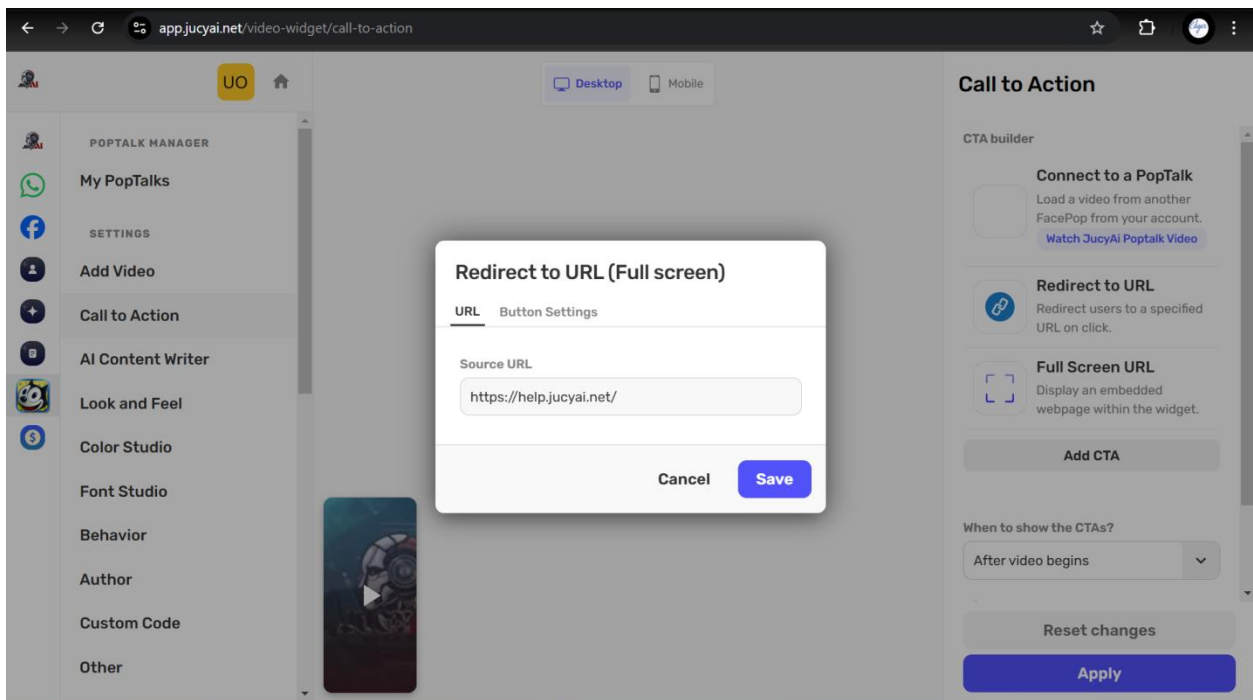 app.jucyai.net/video-widget/call-to-action
UO
Desktop
Mobile
Call to Action
POPTALK MANAGER
My PopTalks
SETTINGS
Add Video
Call to Action
AI Content Writer
Look and Feel
Color Studio
Font Studio
Behavior
Author
Custom Code
Other
Redirect to URL (Full screen)
URL
Button Settings
Source URL
https://help.jucyai.net/
Cancel
Save
CTA builder
Connect to a PopTalk
Load a video from another
FacePop from your account.
Watch JucyAi Poptalk Video
Redirect to URL
Redirect users to a specified
URL on click.
Full Screen URL
Display an embedded
webpage within the widget.
Add CTA
When to show the CTAs?
After video begins
Reset changes
Apply